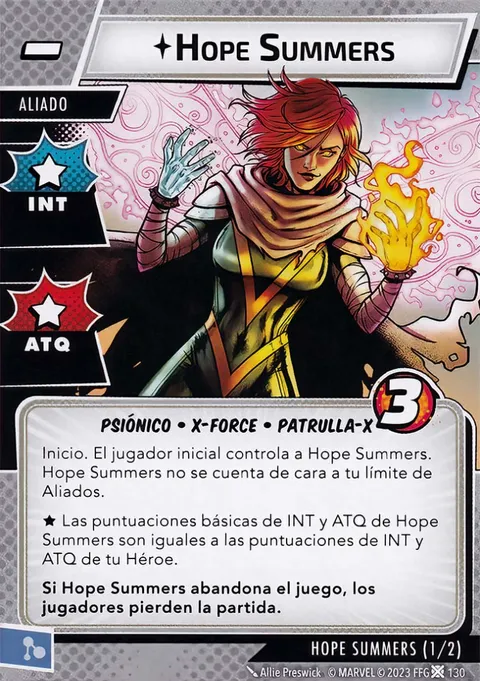 Hope Summers
ALIADO
INT
ATQ
3
PSIÓNICO • X-FORCE • PATRULLA-X
Inicio. El jugador inicial controla a Hope Summers.
Hope Summers no se cuenta de cara a tu límite de
Aliados.
★ Las puntuaciones básicas de INT y ATQ de Hope
Summers son iguales a las puntuaciones de INT y
ATQ de tu Héroe.
Si Hope Summers abandona el juego, los
jugadores pierden la partida.
HOPE SUMMERS (1/2)
Allie Preswick © MARVEL © 2023 FFG 130